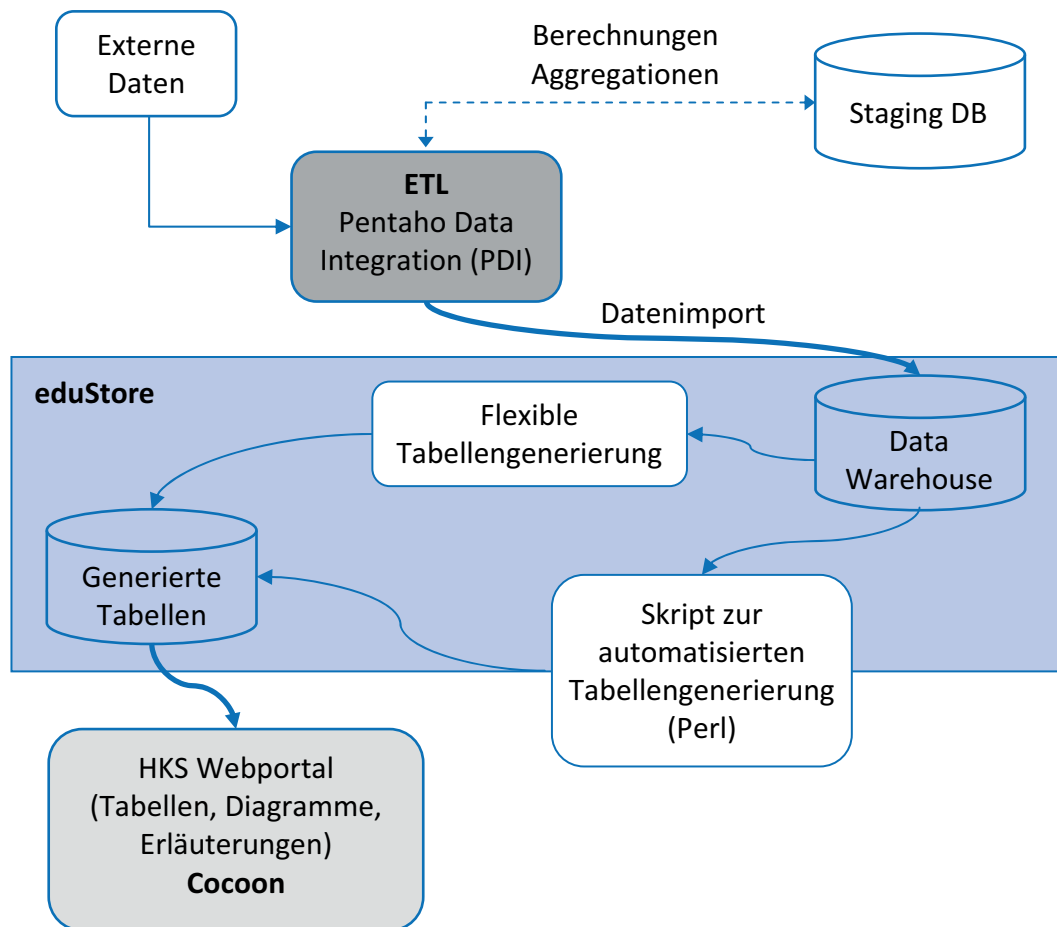 Externe
Daten
Berechnungen
Aggregationen
Staging DB
ETL
Pentaho Data
Integration (PDI)
Datenimport
eduStore
Flexible
Tabellengenerierung
Data
Warehouse
Generierte
Tabellen
Skript zur
automatisierten
Tabellengenerierung
(Perl)
HKS Webportal
(Tabellen, Diagramme,
Erläuterungen)
Cocoon